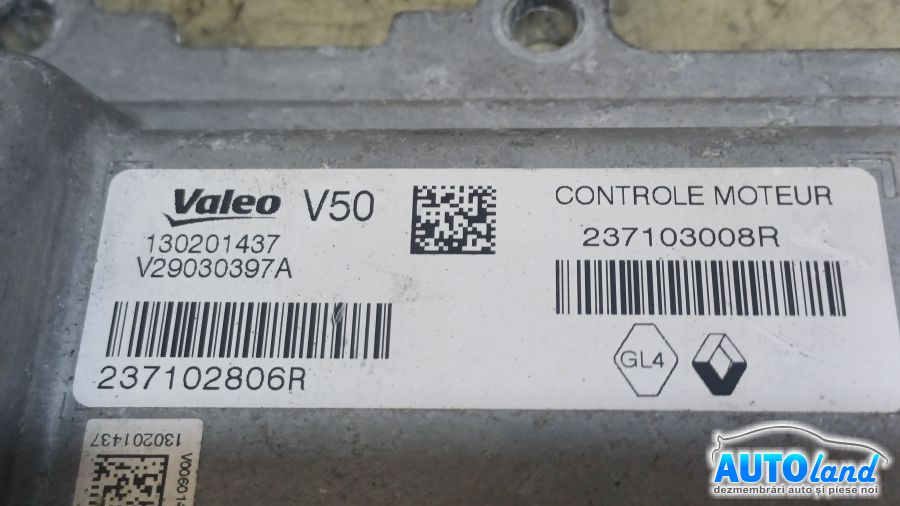 Valeo V50
130201437
V29030397A
237102806R
CONTROLE MOTEUR
237103008R
GL4
130201437
AUTOland
dezmembrări auto și piese noi